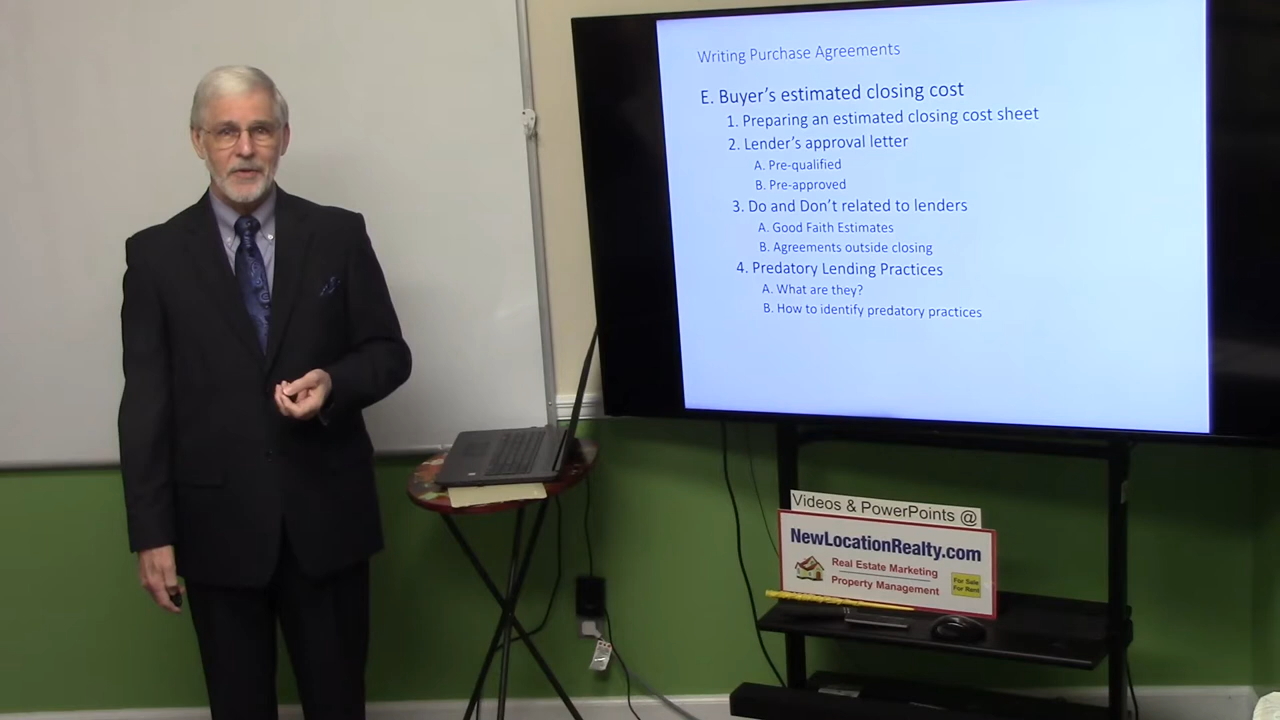 Writing Purchase Agreements
E. Buyer's estimated closing cost
1. Preparing an estimated closing cost sheet
2. Lender's approval letter
A. Pre-qualified
B. Pre-approved
3. Do and Don't related to lenders
A. Good Faith Estimates
B. Agreements outside closing
4. Predatory Lending Practices
A. What are they?
B. How to identify predatory practices
Videos & PowerPoints @
NewLocationRealty.com
Real Estate Marketing
Property Management
For Sale
For Rent